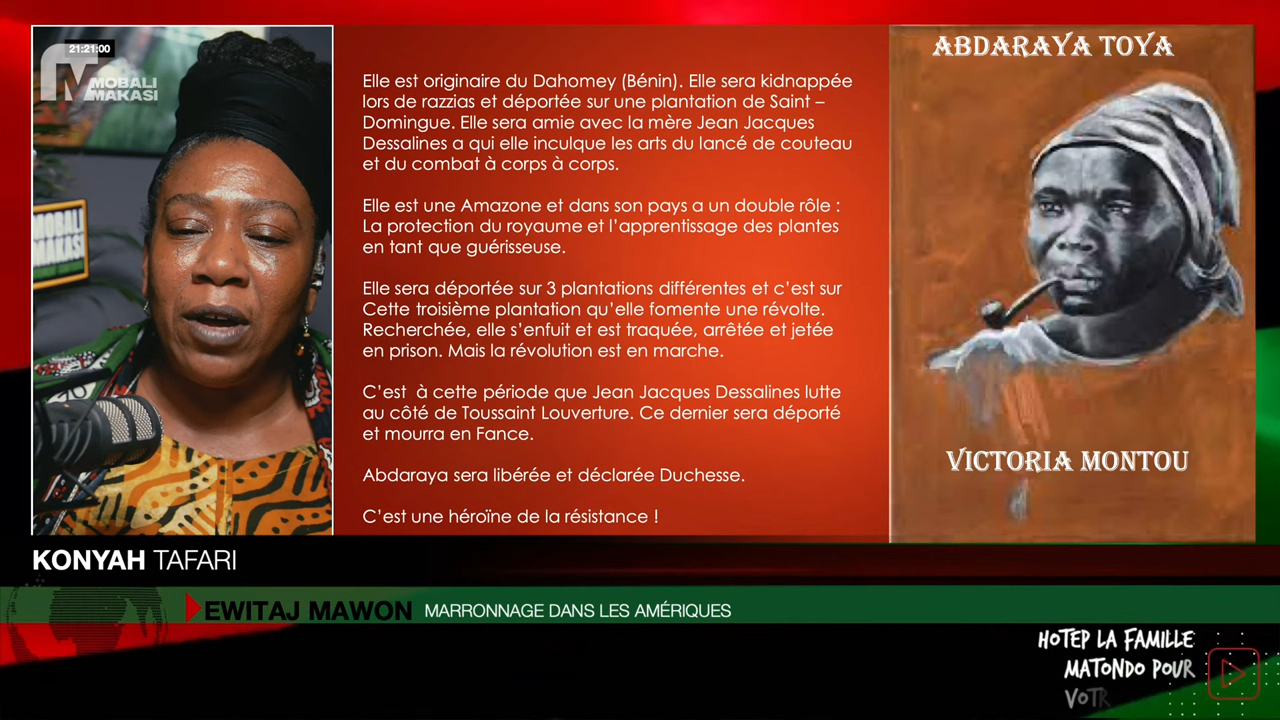 21:21:00
MOBALI
MAKASI
MOBALI
MAKASI
Elle est originaire du Dahomey (Bénin). Elle sera kidnappée
lors de razzias et déportée sur une plantation de Saint –
Domingue. Elle sera amie avec la mère Jean Jacques
Dessalines a qui elle inculque les arts du lancé de couteau
et du combat à corps à corps.
Elle est une Amazone et dans son pays a un double rôle :
La protection du royaume et l'apprentissage des plantes
en tant que guérisseuse.
Elle sera déportée sur 3 plantations différentes et c'est sur
Cette troisième plantation qu'elle fomente une révolte.
Recherchée, elle s'enfuit et est traquée, arrêtée et jetée
en prison. Mais la révolution est en marche.
C'est à cette période que Jean Jacques Dessalines lutte
au côté de Toussaint Louverture. Ce dernier sera déporté
et mourra en Fance.
Abdaraya sera libérée et déclarée Duchesse.
C'est une héroïne de la résistance !
ABDARAYA TOYA
VICTORIA MONTOU
KONYAH TAFARI
EWITAJ MAWON MARRONNAGE DANS LES AMÉRIQUES
HOTEP LA FAMILLE
MATONDO POUR
VOTR